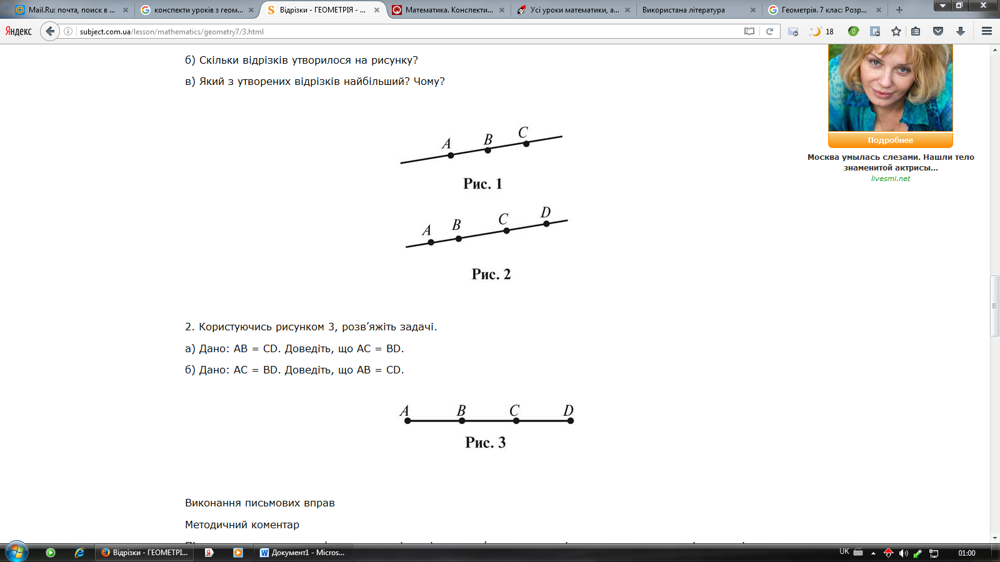 Mail.Ru: почта, поиск в ...
конспекти уроків з геом...
Відрізки - ГЕОМЕТРІЯ - ...
Математика. Конспекти...
Усі уроки математики, а...
Використана література
Геометрія. 7 клас: Розр...
Яндекс
subject.com.ua/lesson/mathematics/geometry7/3.html
18
0
б) Скільки відрізків утворилося на рисунку?
в) Який з утворених відрізків найбільший? Чому?
A B C
Рис. 1
A B C D
Рис. 2
2. Користуючись рисунком 3, розв’яжіть задачі.
а) Дано: AB = CD. Доведіть, що AC = BD.
б) Дано: AC = BD. Доведіть, що AB = CD.
A B C D
Рис. 3
Виконання письмових вправ
Методичний коментар
Подробнее
Москва умылась слезами. Нашли тело
знаменитой актрисы...
livesmi.net
Відрізки - ГЕОМЕТРІ...
Документ1 - Micros...
UK
01:00